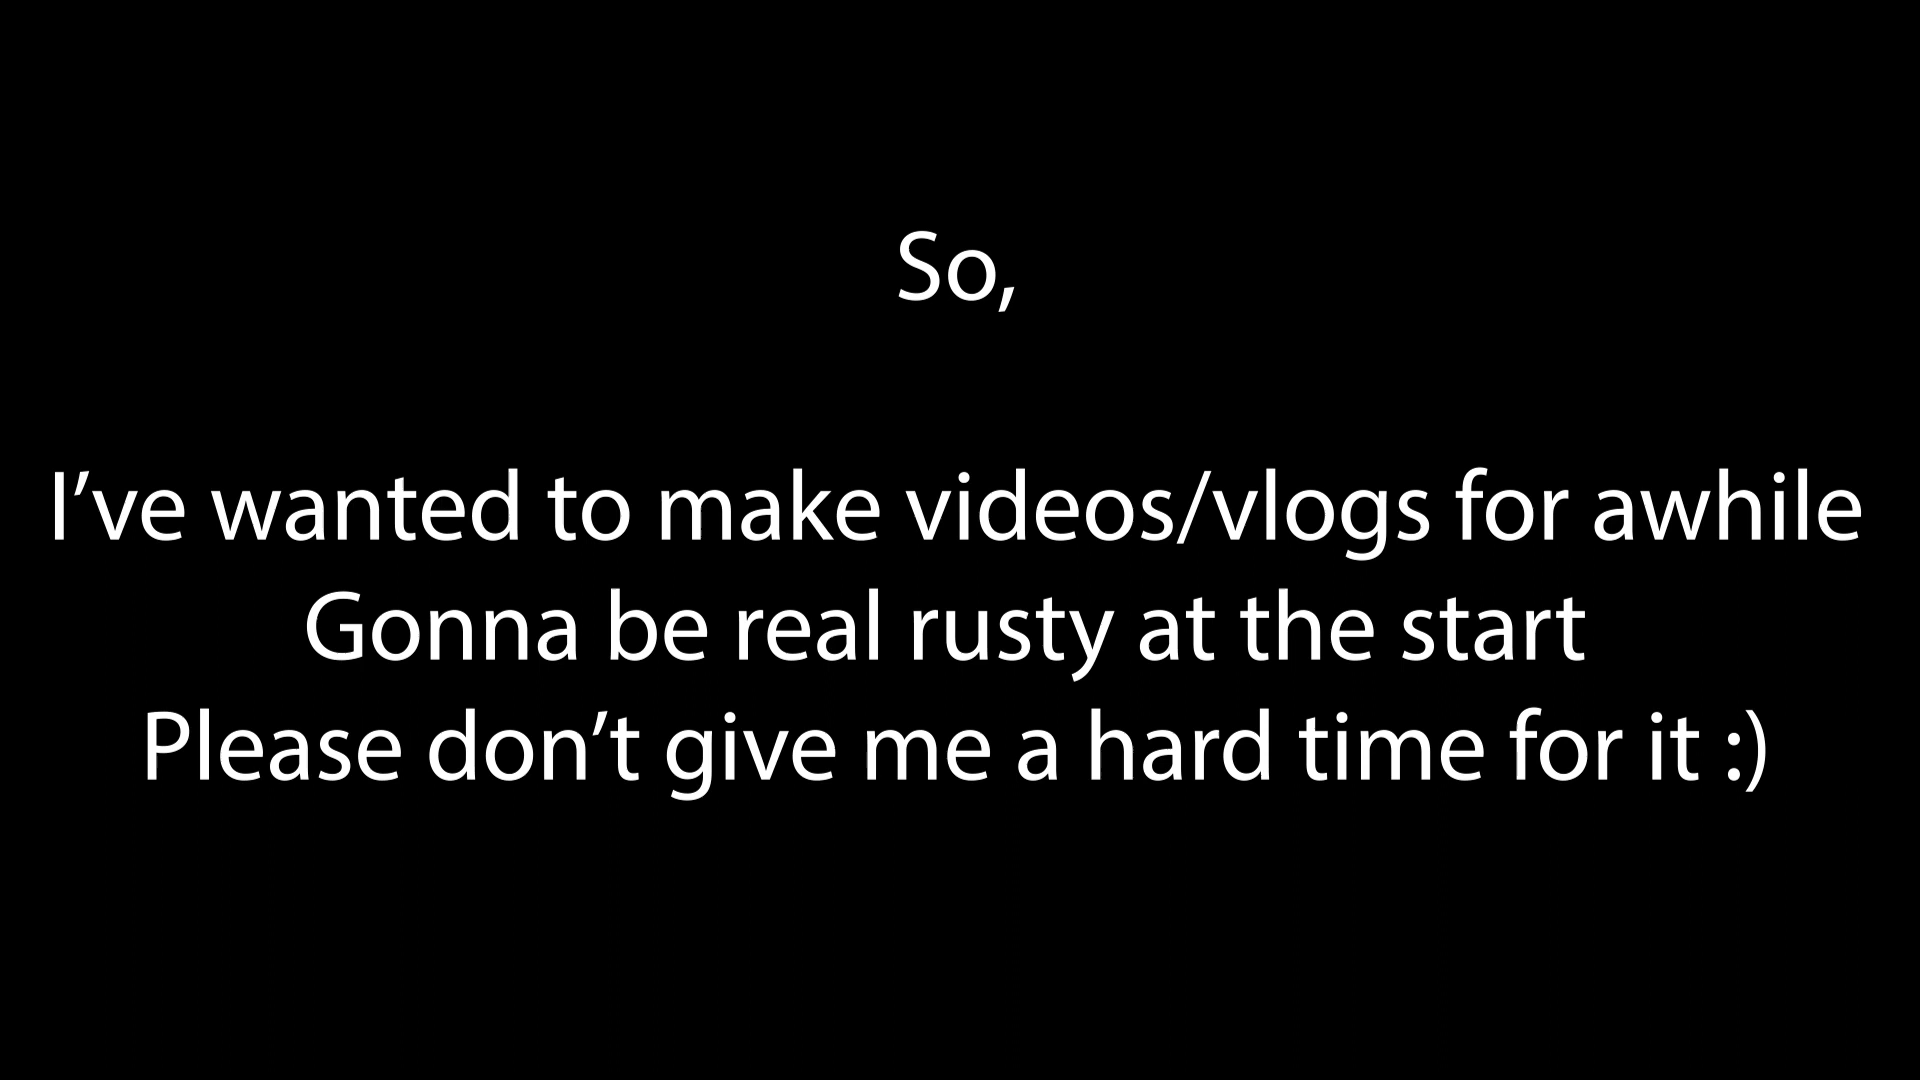 So,
I’ve wanted to make videos/vlogs for awhile
Gonna be real rusty at the start
Please don’t give me a hard time for it :)